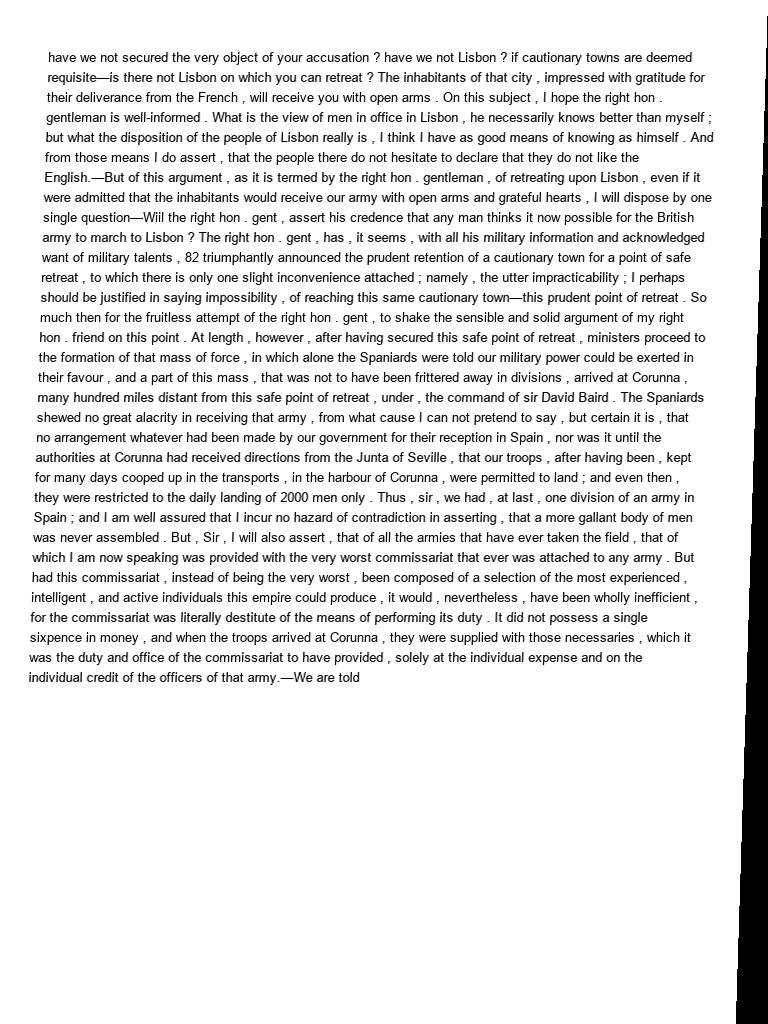 have we not secured the very object of your accusation ? have we not Lisbon ? if cautionary towns are deemed
requisite—is there not Lisbon on which you can retreat ? The inhabitants of that city , impressed with gratitude for
their deliverance from the French , will receive you with open arms . On this subject , I hope the right hon .
gentleman is well-informed . What is the view of men in office in Lisbon , he necessarily knows better than myself ;
but what the disposition of the people of Lisbon really is , I think I have as good means of knowing as himself . And
from those means I do assert , that the people there do not hesitate to declare that they do not like the
English.—But of this argument , as it is termed by the right hon . gentleman , of retreating upon Lisbon , even if it
were admitted that the inhabitants would receive our army with open arms and grateful hearts , I will dispose by one
single question—Wiil the right hon . gent , assert his credence that any man thinks it now possible for the British
army to march to Lisbon ? The right hon . gent , has , it seems , with all his military information and acknowledged
want of military talents , 82 triumphantly announced the prudent retention of a cautionary town for a point of safe
retreat , to which there is only one slight inconvenience attached ; namely , the utter impracticability ; I perhaps
should be justified in saying impossibility , of reaching this same cautionary town—this prudent point of retreat . So
much then for the fruitless attempt of the right hon . gent , to shake the sensible and solid argument of my right
hon . friend on this point . At length , however , after having secured this safe point of retreat , ministers proceed to
the formation of that mass of force , in which alone the Spaniards were told our military power could be exerted in
their favour , and a part of this mass , that was not to have been frittered away in divisions , arrived at Corunna ,
many hundred miles distant from this safe point of retreat , under , the command of sir David Baird . The Spaniards
shewed no great alacrity in receiving that army , from what cause I can not pretend to say , but certain it is , that
no arrangement whatever had been made by our government for their reception in Spain , nor was it until the
authorities at Corunna had received directions from the Junta of Seville , that our troops , after having been , kept
for many days cooped up in the transports , in the harbour of Corunna , were permitted to land ; and even then ,
they were restricted to the daily landing of 2000 men only . Thus , sir , we had , at last , one division of an army in
Spain ; and I am well assured that I incur no hazard of contradiction in asserting , that a more gallant body of men
was never assembled . But , Sir , I will also assert , that of all the armies that have ever taken the field , that of
which I am now speaking was provided with the very worst commissariat that ever was attached to any army . But
had this commissariat , instead of being the very worst , been composed of a selection of the most experienced ,
intelligent , and active individuals this empire could produce , it would , nevertheless , have been wholly inefficient ,
for the commissariat was literally destitute of the means of performing its duty . It did not possess a single
sixpence in money , and when the troops arrived at Corunna , they were supplied with those necessaries , which it
was the duty and office of the commissariat to have provided , solely at the individual expense and on the
individual credit of the officers of that army.—We are told